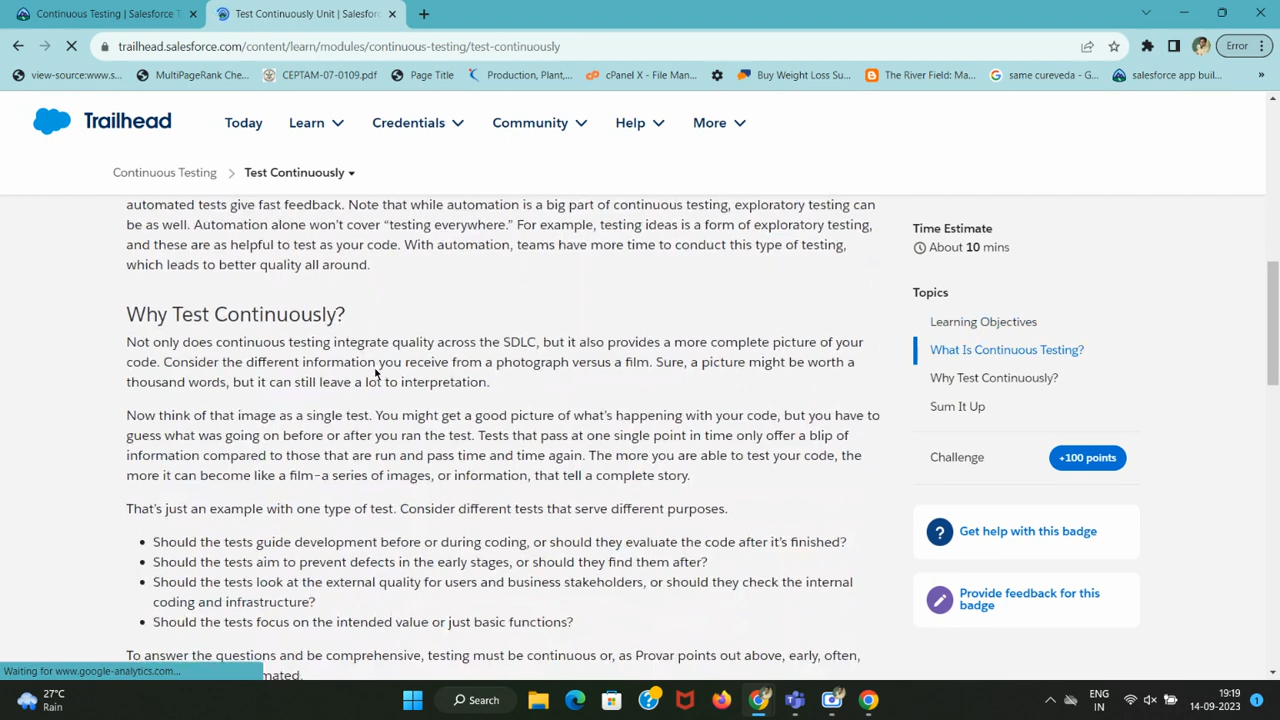 Continuous Testing | Salesforce T
Test Continuously Unit | Salesforc
trailhead.salesforce.com/content/learn/modules/continuous-testing/test-continuously
Error
view-source:www.s...
MultiPageRank Che...
CEPTAM-07-0109.pdf
Page Title
Production, Plant,...
cPanel X - File Man...
Buy Weight Loss Su...
The River Field: Ma...
same cureveda - G...
salesforce app buil...
»
Trailhead
Today
Learn
Credentials
Community
Help
More
Continuous Testing
Test Continuously
automated tests give fast feedback. Note that while automation is a big part of continuous testing, exploratory testing can
be as well. Automation alone won't cover “testing everywhere.” For example, testing ideas is a form of exploratory testing,
and these are as helpful to test as your code. With automation, teams have more time to conduct this type of testing,
which leads to better quality all around.
Why Test Continuously?
Not only does continuous testing integrate quality across the SDLC, but it also provides a more complete picture of your
code. Consider the different information you receive from a photograph versus a film. Sure, a picture might be worth a
thousand words, but it can still leave a lot to interpretation.
Now think of that image as a single test. You might get a good picture of what's happening with your code, but you have to
guess what was going on before or after you ran the test. Tests that pass at one single point in time only offer a blip of
information compared to those that are run and pass time and time again. The more you are able to test your code, the
more it can become like a film–a series of images, or information, that tell a complete story.
That's just an example with one type of test. Consider different tests that serve different purposes.
• Should the tests guide development before or during coding, or should they evaluate the code after it's finished?
• Should the tests aim to prevent defects in the early stages, or should they find them after?
• Should the tests look at the external quality for users and business stakeholders, or should they check the internal
coding and infrastructure?
• Should the tests focus on the intended value or just basic functions?
To answer the questions and be comprehensive, testing must be continuous or, as Provar points out above, early, often,
mated.
Time Estimate
About 10 mins
Topics
Learning Objectives
What Is Continuous Testing?
Why Test Continuously?
Sum It Up
Challenge
+100 points
Get help with this badge
Provide feedback for this
badge
Waiting for www.google-analytics.com...
27°C
Rain
Search
ENG
IN
19:19
14-09-2023